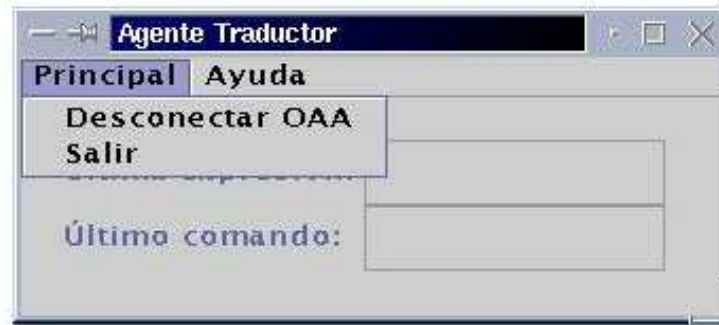 Agente Traductor
Principal Ayuda
Desconectar OAA
Salir
Último comando: